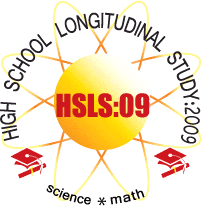 HIGH SCHOOL LONGITUDINAL STUDY:2009
HSLS:09
science * math